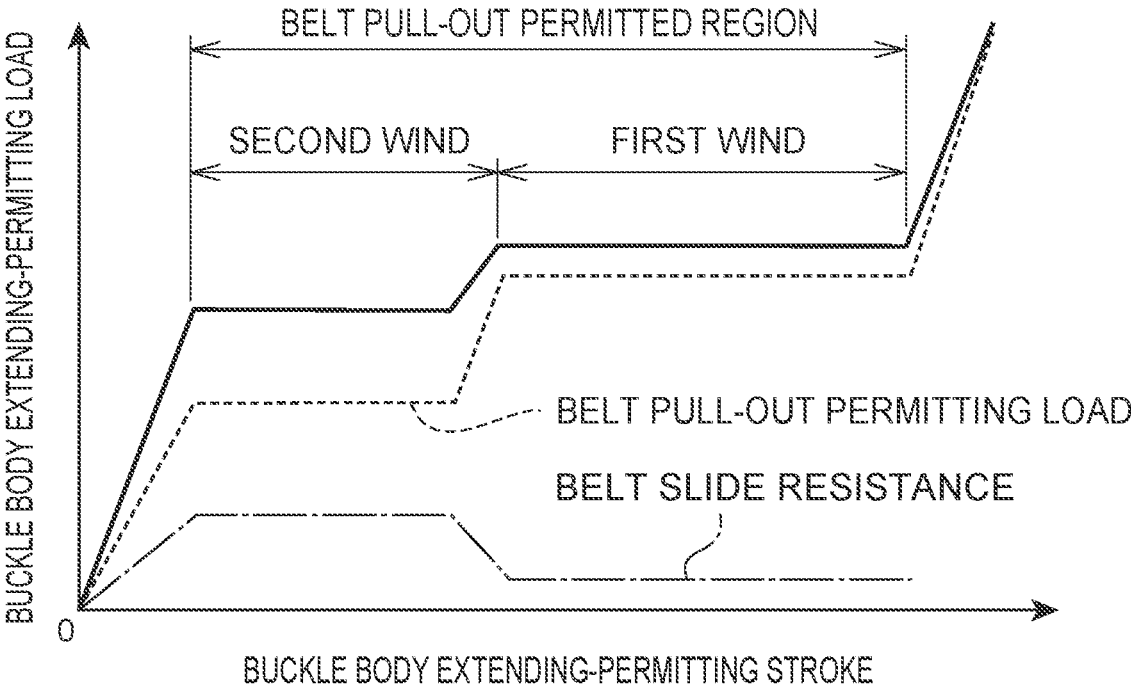 BELT PULL-OUT PERMITTED REGION
SECOND WIND
FIRST WIND
BUCKLE BODY EXTENDING-PERMITTING LOAD
BELT PULL-OUT PERMITTING LOAD
BELT SLIDE RESISTANCE
0
BUCKLE BODY EXTENDING-PERMITTING STROKE